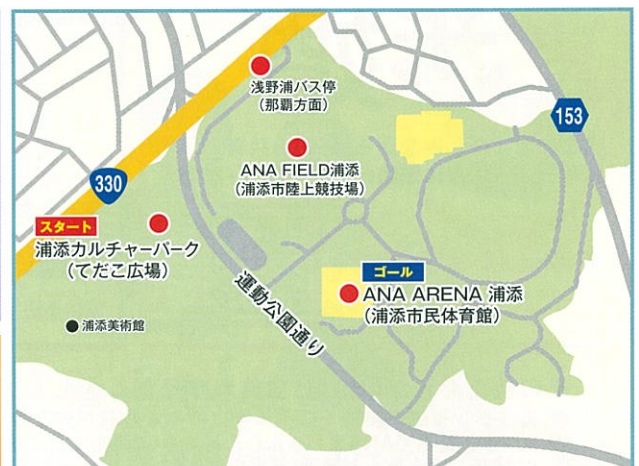 浅野浦バス停
(那覇方面)
153
ANA FIELD浦添
(浦添市陸上競技場)
330
スタート
浦添カルチャーパーク
(てだこ広場)
ゴール
ANA ARENA 浦添
(浦添市民体育館)
運動公園通り
浦添美術館